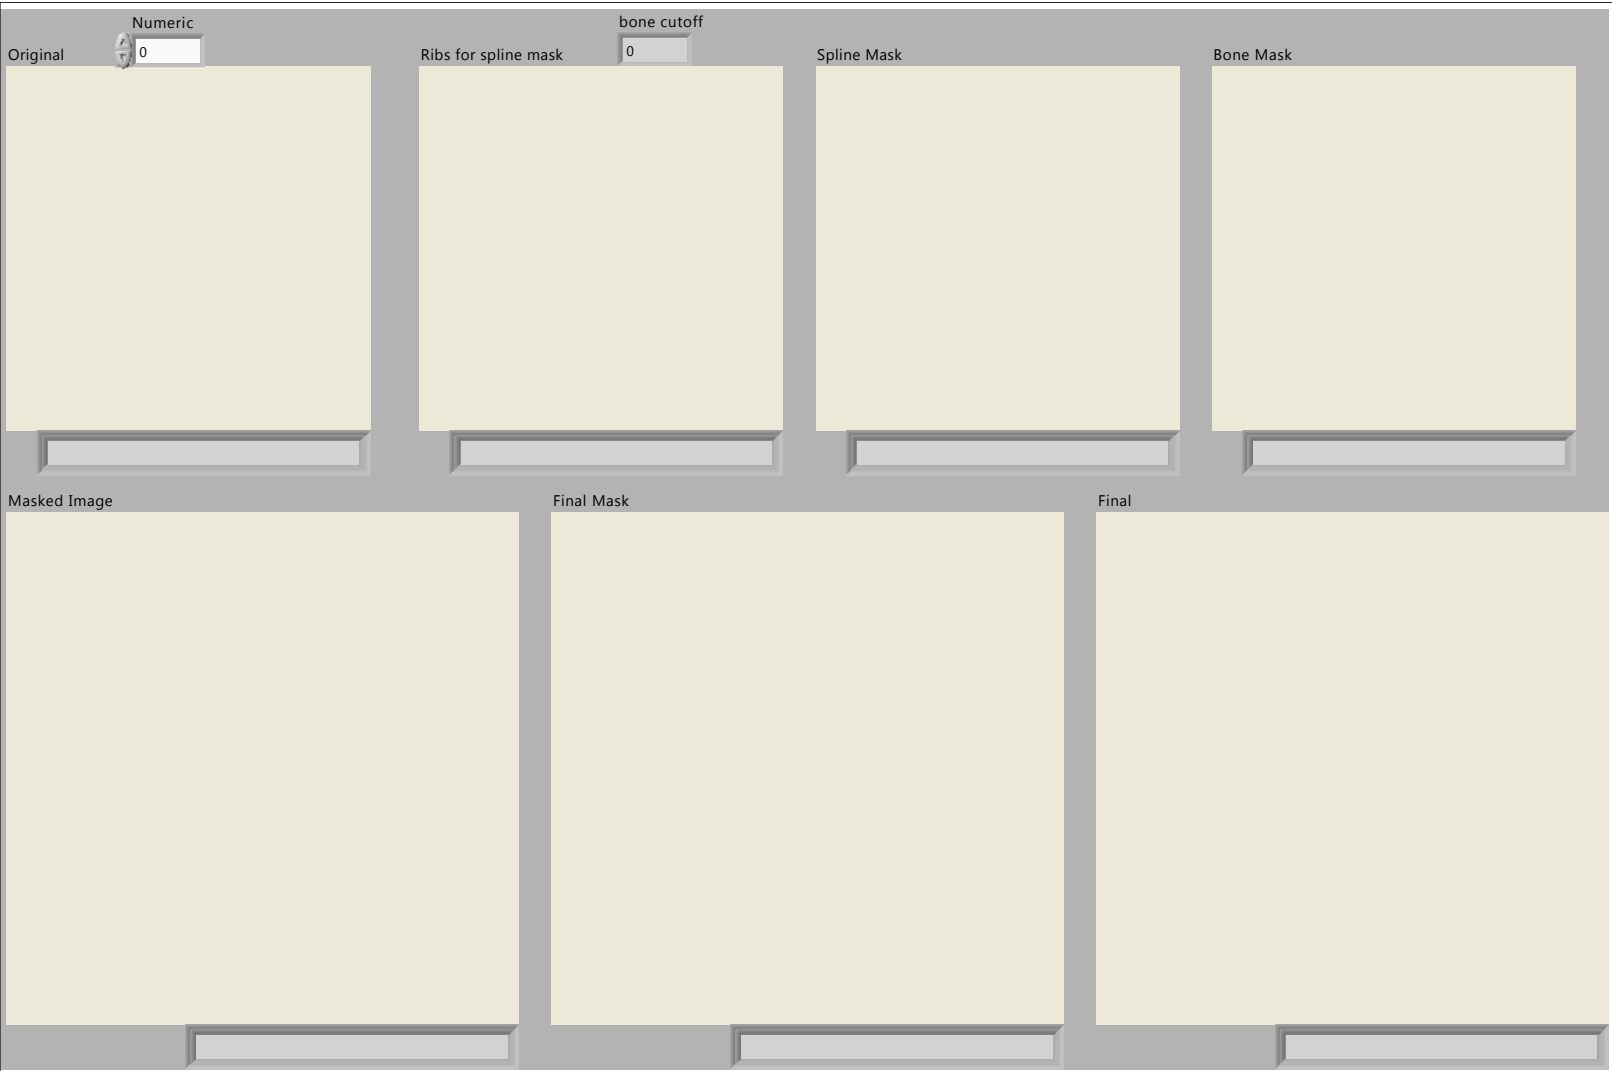 Numeric
bone cutoff
0
0
Original
Ribs for spline mask
Spline Mask
Bone Mask
Masked Image
Final Mask
Final